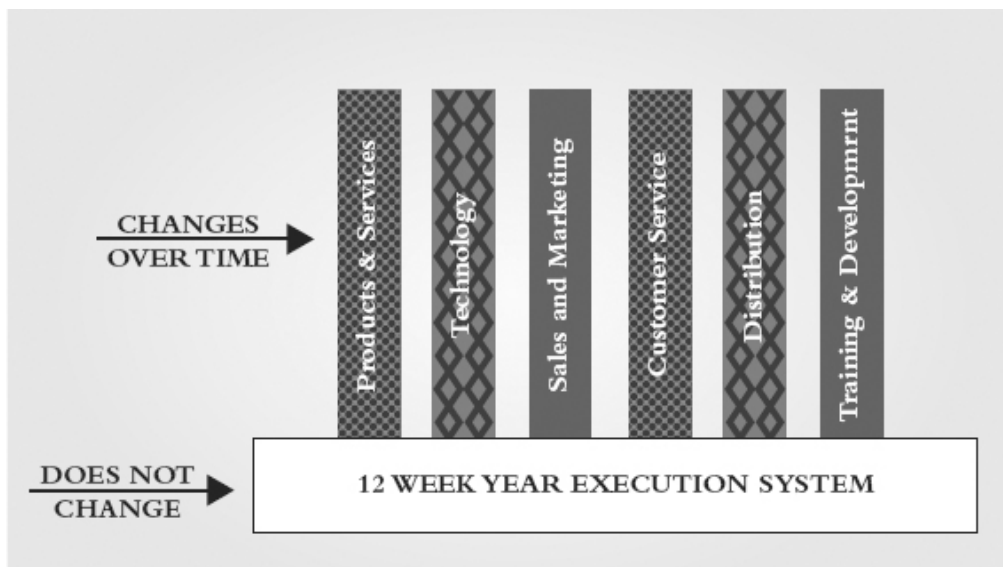 CHANGES
OVER TIME
Products & Services
Technology
Sales and Marketing
Customer Service
Distribution
Training & Developmrnt
DOES NOT
CHANGE
12 WEEK YEAR EXECUTION SYSTEM